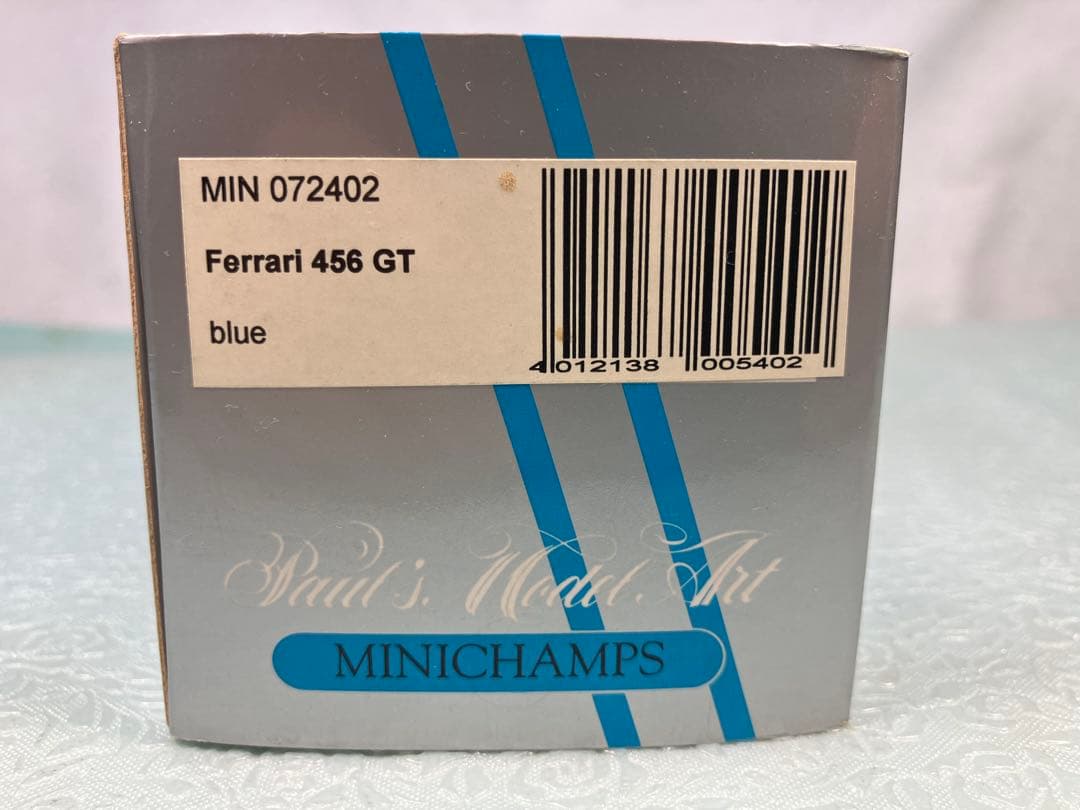 MIN 072402
Ferrari 456 GT
blue
4 012138 005402
Paul's Model Art
MINICHAMPS